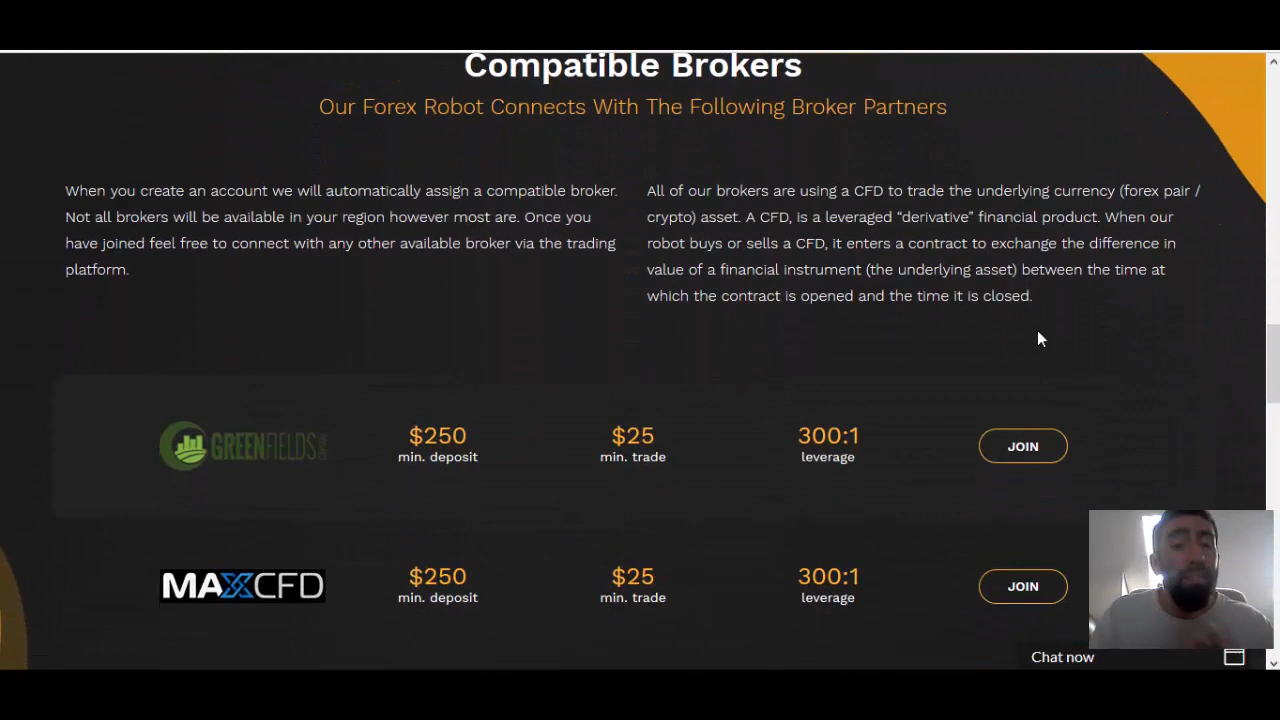 Compatible Brokers
Our Forex Robot Connects With The Following Broker Partners
When you create an account we will automatically assign a compatible broker.
Not all brokers will be available in your region however most are. Once you
have joined feel free to connect with any other available broker via the trading
platform.
All of our brokers are using a CFD to trade the underlying currency (forex pair /
crypto) asset. A CFD, is a leveraged “derivative” financial product. When our
robot buys or sells a CFD, it enters a contract to exchange the difference in
value of a financial instrument (the underlying asset) between the time at
which the contract is opened and the time it is closed.
GREENFIELDS
$250
min. deposit
$25
min. trade
300:1
leverage
JOIN
MAXCFD
$250
min. deposit
$25
min. trade
300:1
leverage
JOIN
Chat now